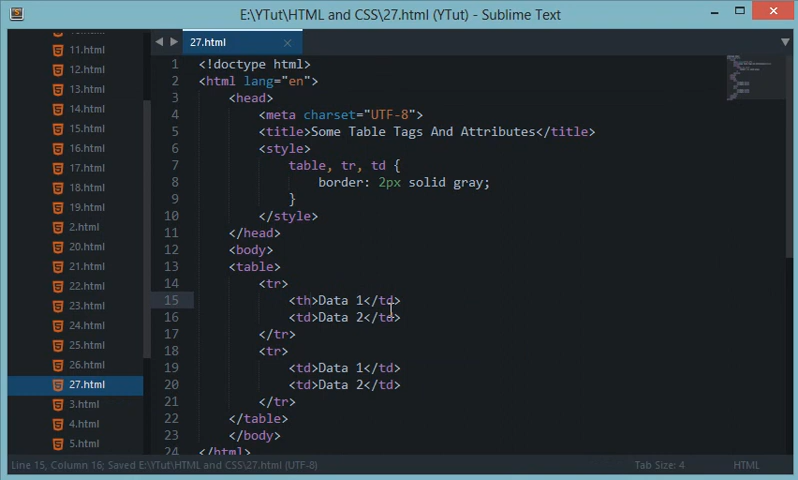 E:\YTut\HTML and CSS\27.html (YTut) - Sublime Text
27.html
11.html
12.html
13.html
14.html
15.html
16.html
17.html
18.html
19.html
2.html
20.html
21.html
22.html
23.html
24.html
25.html
26.html
27.html
3.html
4.html
5.html
1 <!doctype html>
2 <html lang="en">
3 <head>
4 <meta charset="UTF-8">
5 <title>Some Table Tags And Attributes</title>
6 <style>
7 table, tr, td {
8 border: 2px solid gray;
9 }
10 </style>
11 </head>
12 <body>
13 <table>
14 <tr>
15 <th>Data 1</td>
16 <td>Data 2</td>
17 </tr>
18 <tr>
19 <td>Data 1</td>
20 <td>Data 2</td>
21 </tr>
22 </table>
23 </body>
24 </html>
Line 15, Column 16; Saved E:\YTut\HTML and CSS\27.html (UTF-8)
Tab Size: 4
HTML